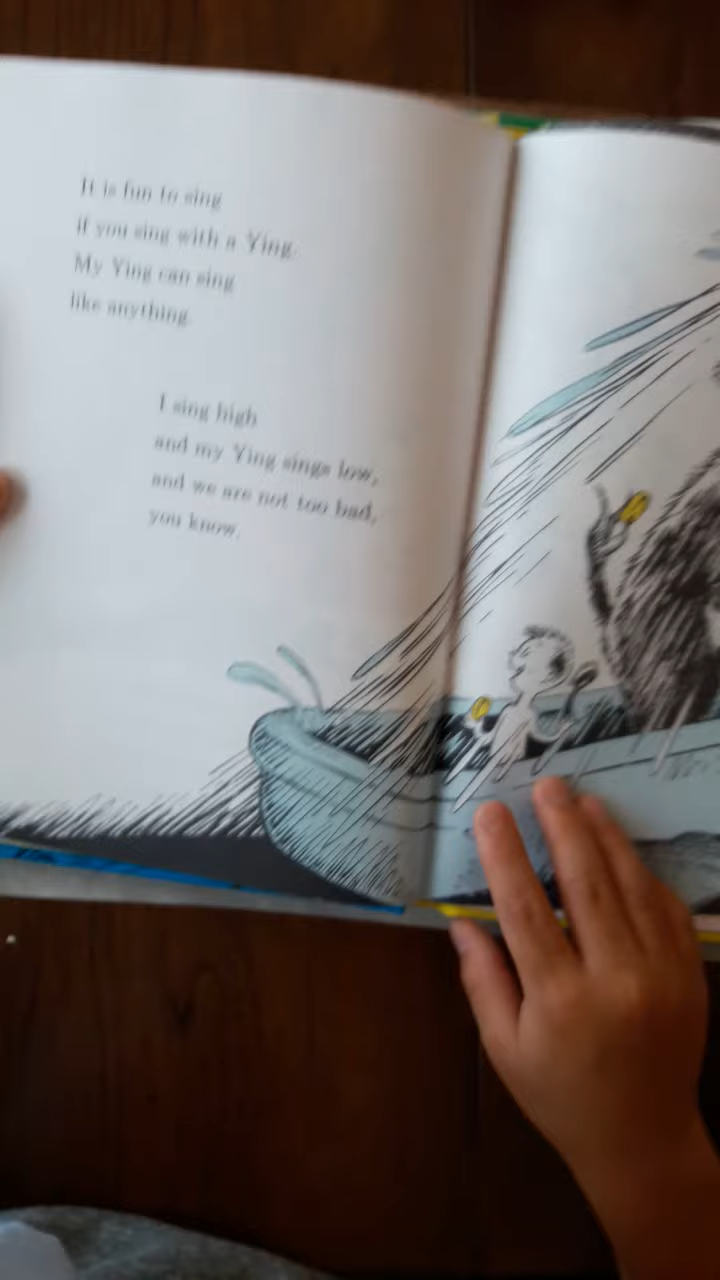 It is fun to sing
if you sing with a Ying.
My Ying can sing
like anything.
I sing high
and my Ying sings low,
and we are not too bad,
you know.